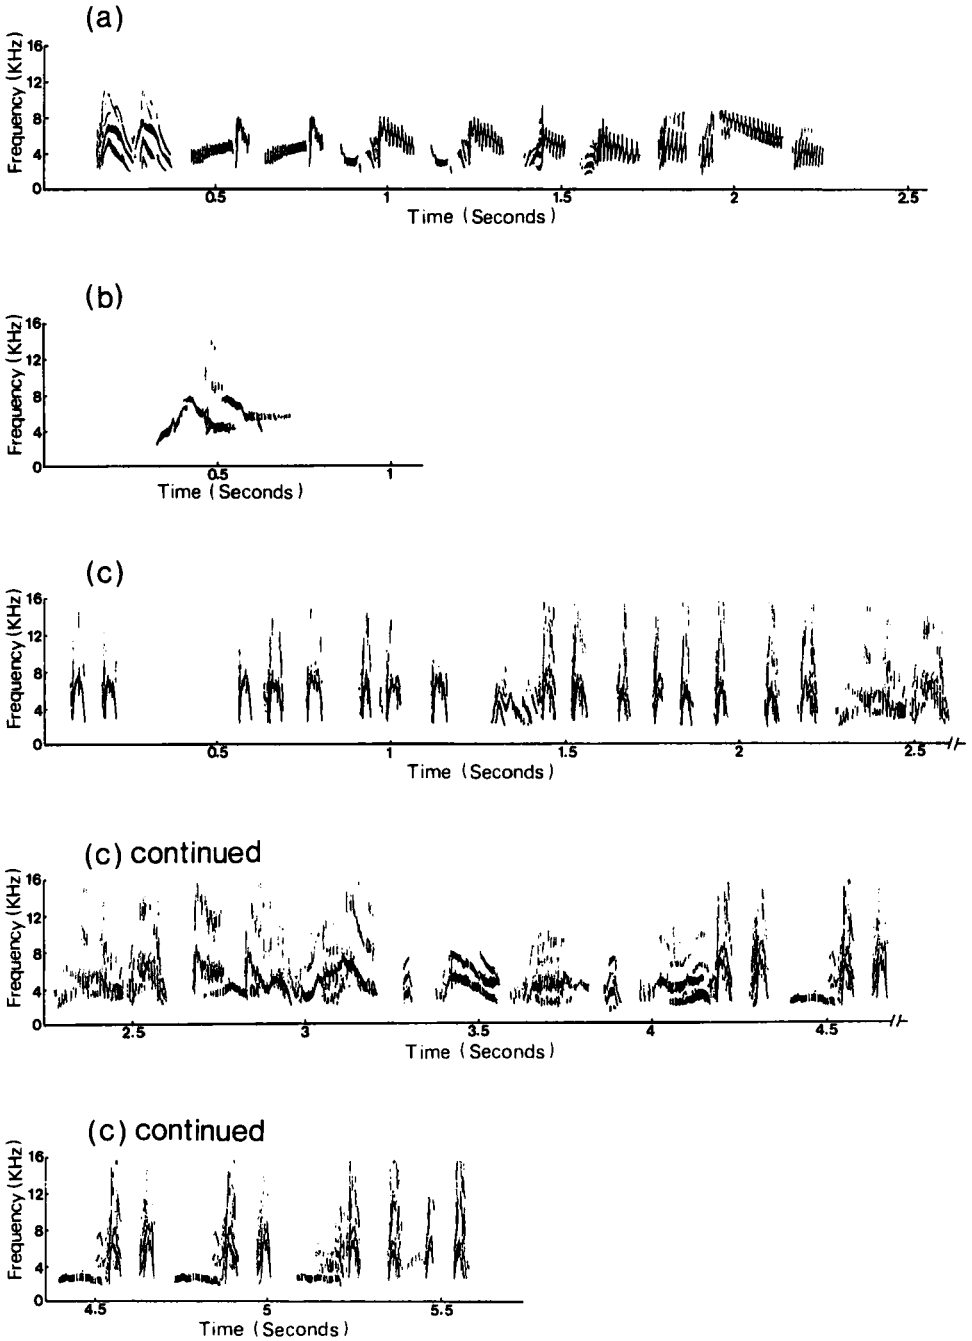 (a)
Frequency (KHz)
16
12
8
4
0
0.5 1 1.5 2 2.5
Time (Seconds)
(b)
Frequency (KHz)
16
12
8
4
0
0.5 1
Time (Seconds)
(c)
Frequency (KHz)
16
12
8
4
0
0.5 1 1.5 2 2.5
Time (Seconds)
(c) continued
Frequency (KHz)
16
12
8
4
0
2.5 3 3.5 4 4.5
Time (Seconds)
(c) continued
Frequency (KHz)
16
12
8
4
0
4.5 5 5.5
Time (Seconds)